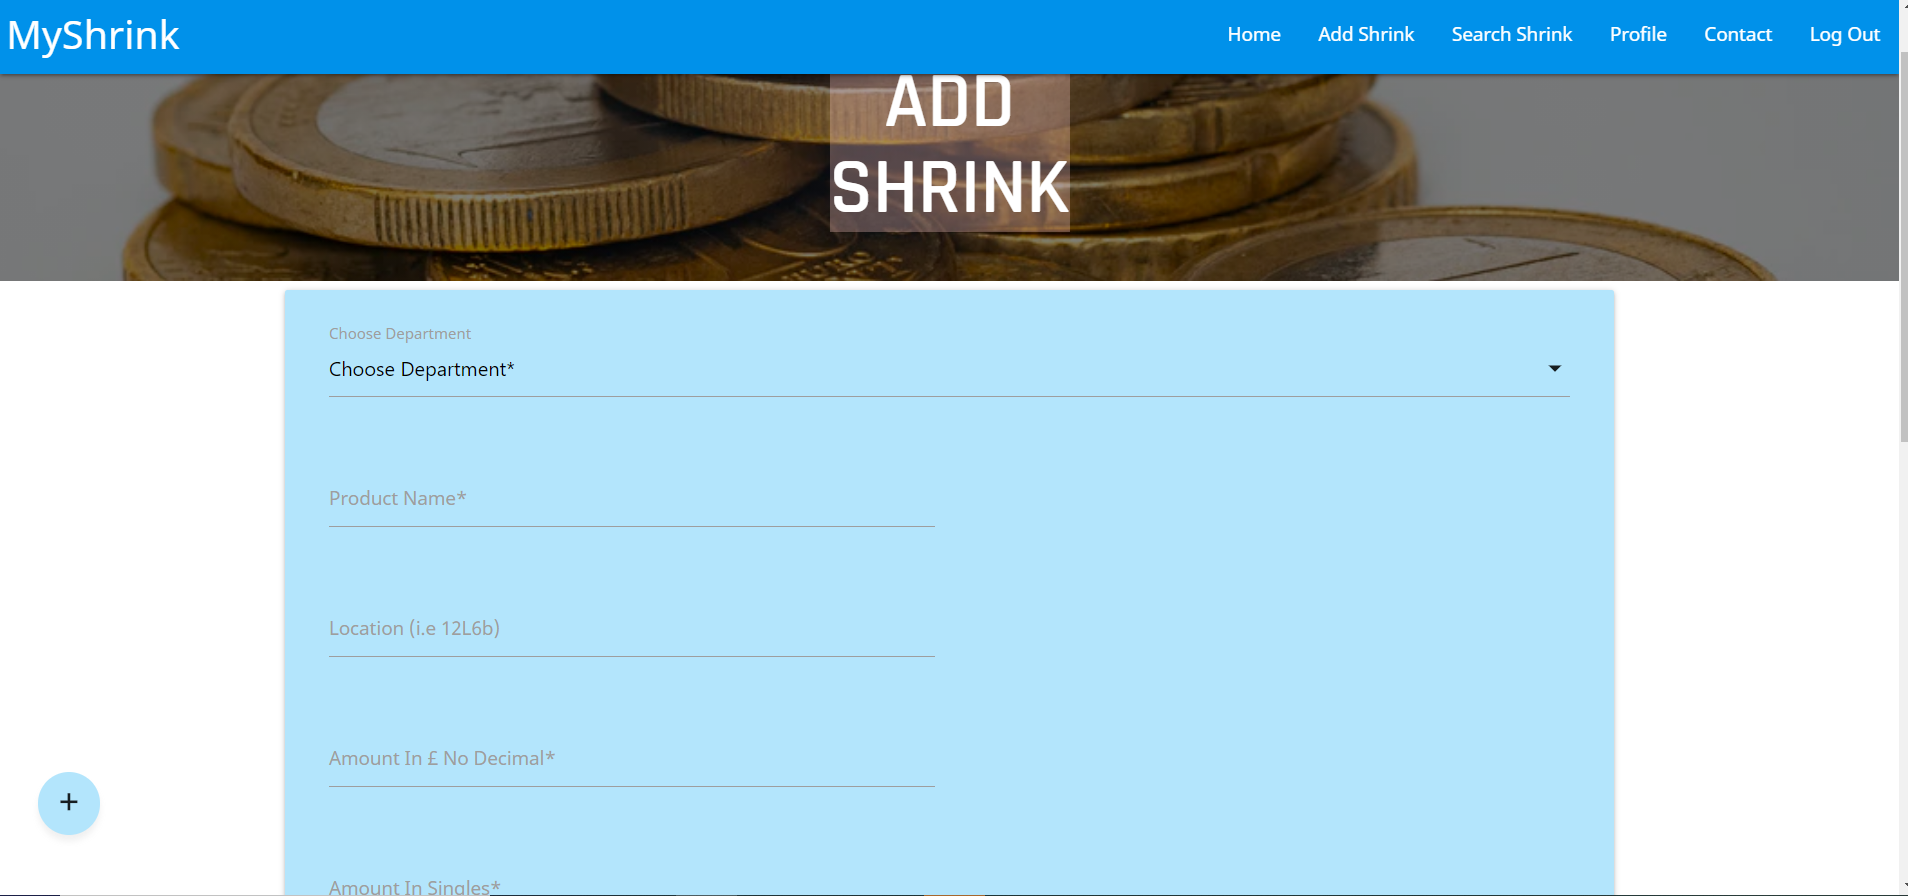 MyShrink
Home Add Shrink Search Shrink Profile Contact Log Out
ADD
SHRINK
Choose Department
Choose Department*
Product Name*
Location (i.e 12L6b)
Amount In £ No Decimal*
+
Amount In Singles*